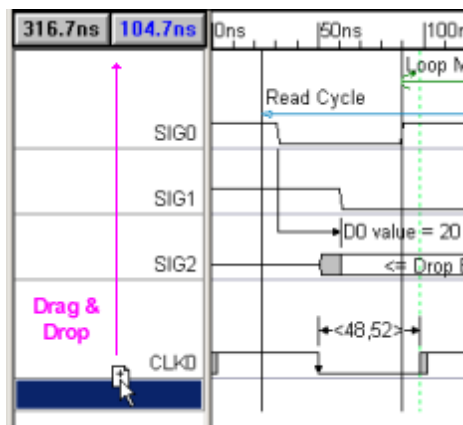 316.7ns 104.7ns 0ns 50ns 100n
Loop M
Read Cycle
SIG0
SIG1
D0 value = 20
SIG2
<= Drop E
Drag &
Drop
<48,52>
CLK0